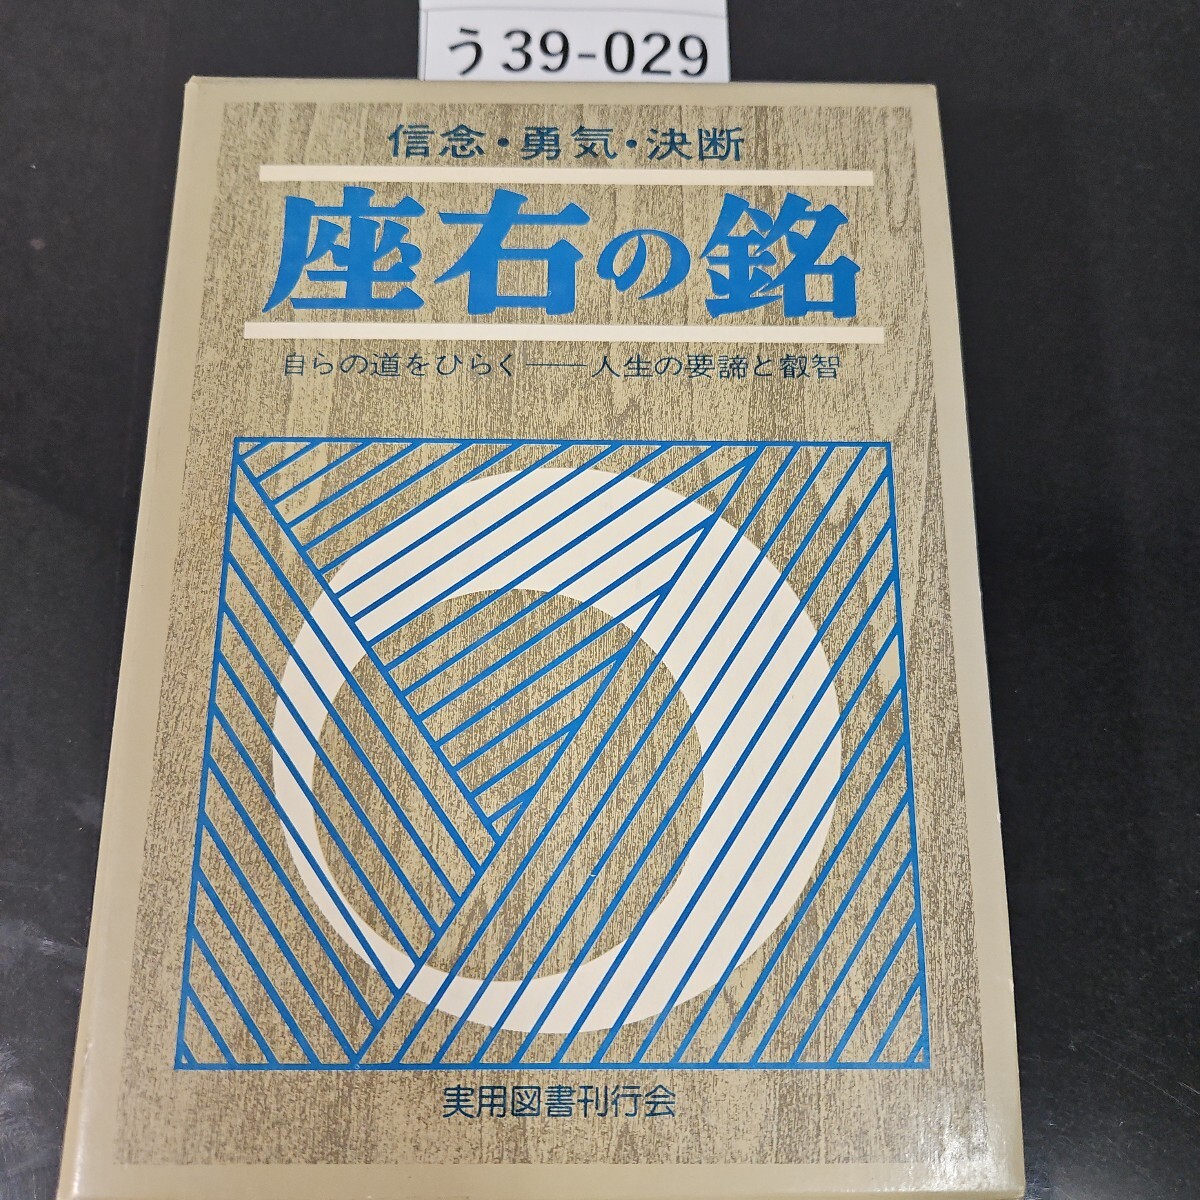 う39-029
信念・勇気・決断
座右の銘
自らの道をひらく――人生の要諦と叡智
実用図書刊行会